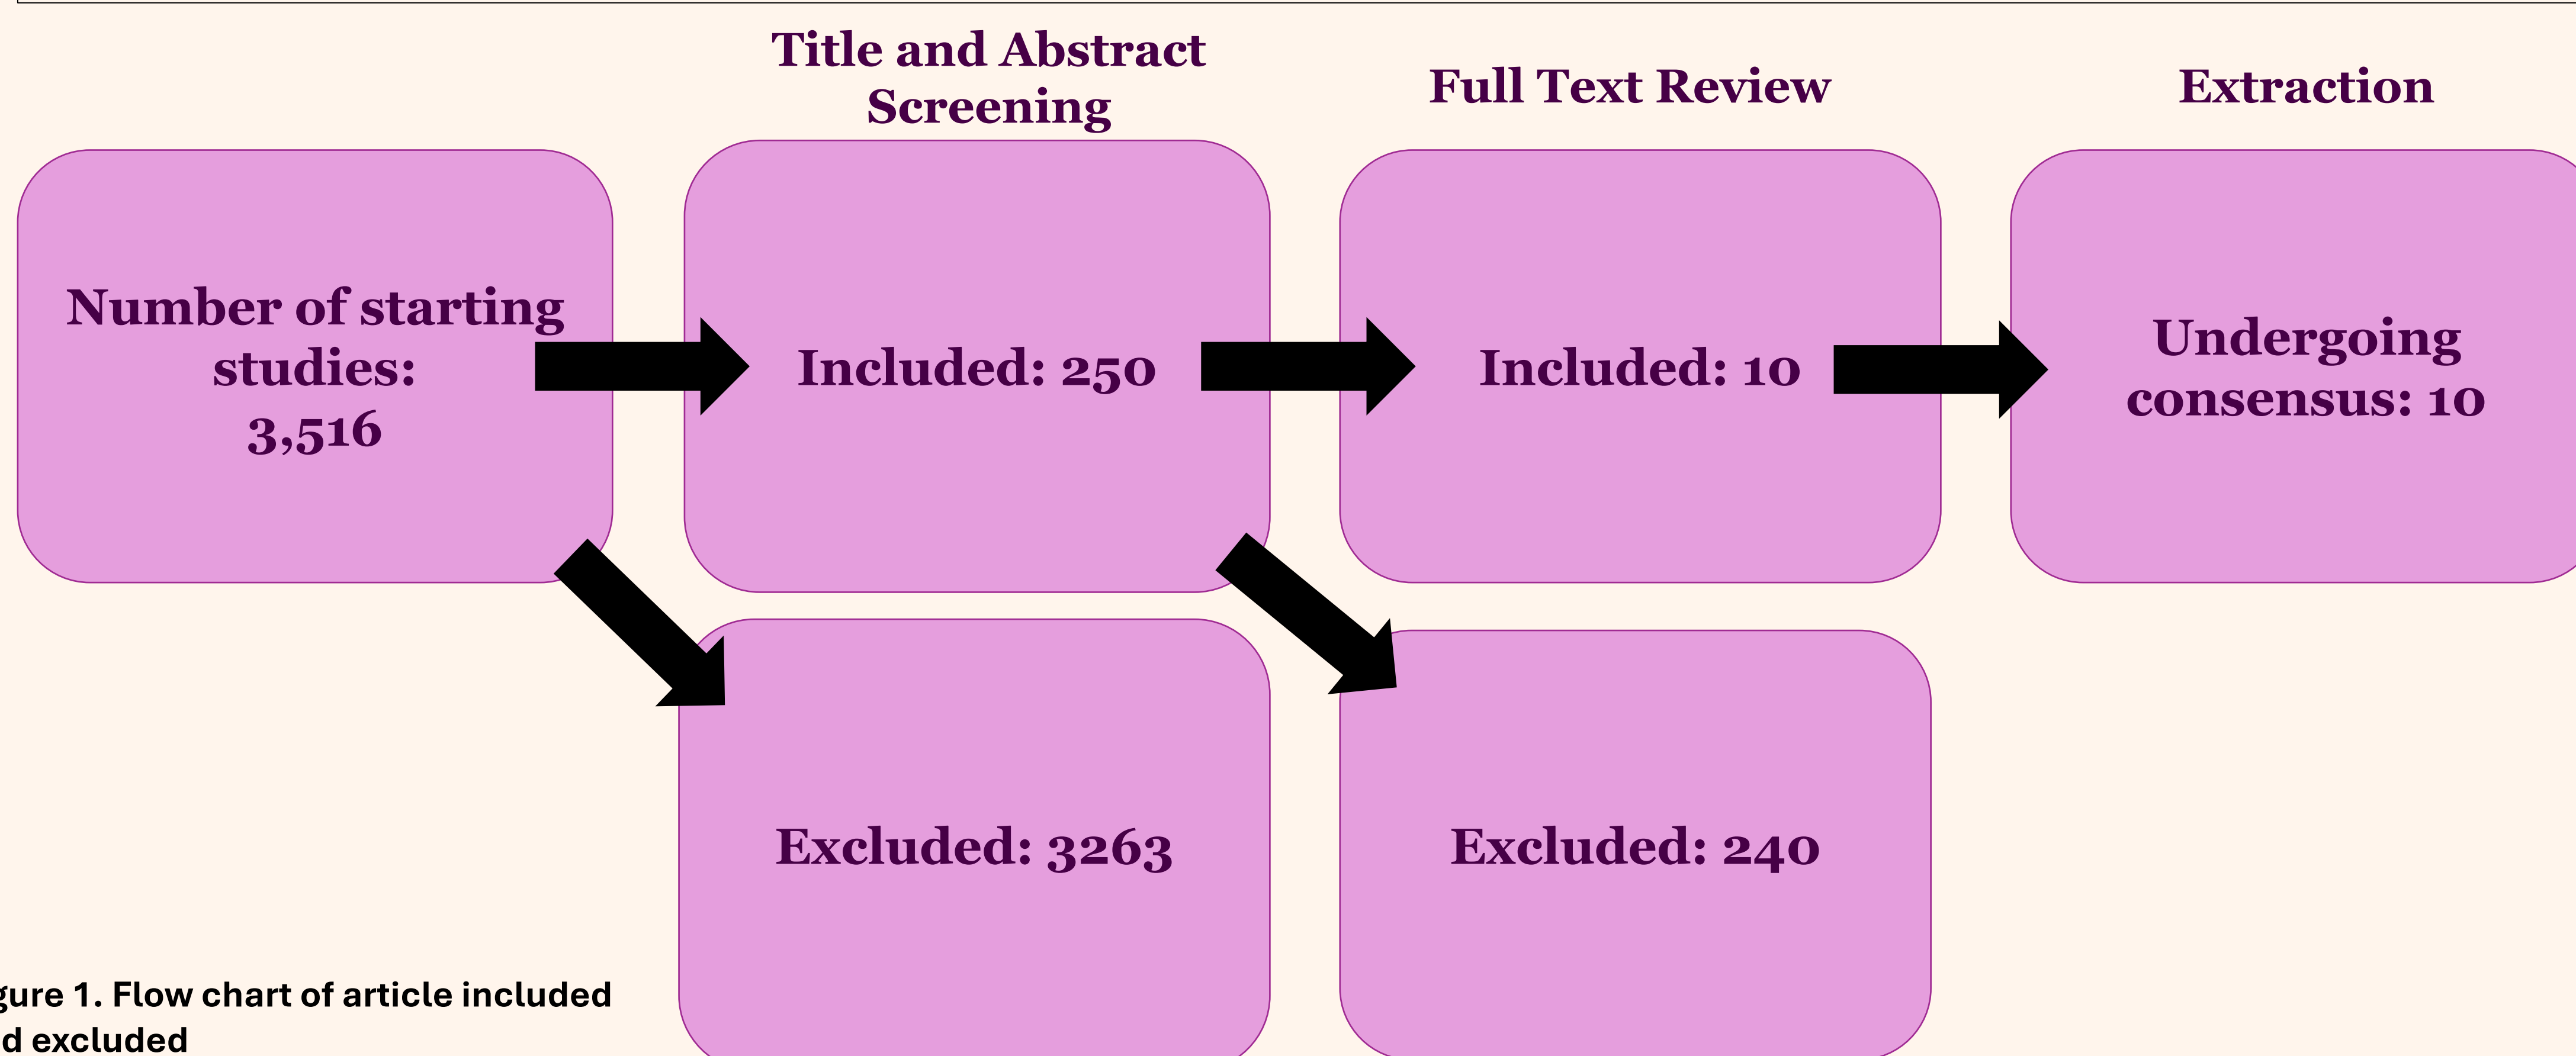 Title and Abstract
Screening
Full Text Review
Extraction
Number of starting
studies:
3,516
Included: 250
Included: 10
Undergoing
consensus: 10
Excluded: 3263
Excluded: 240
gure 1. Flow chart of article included
d excluded